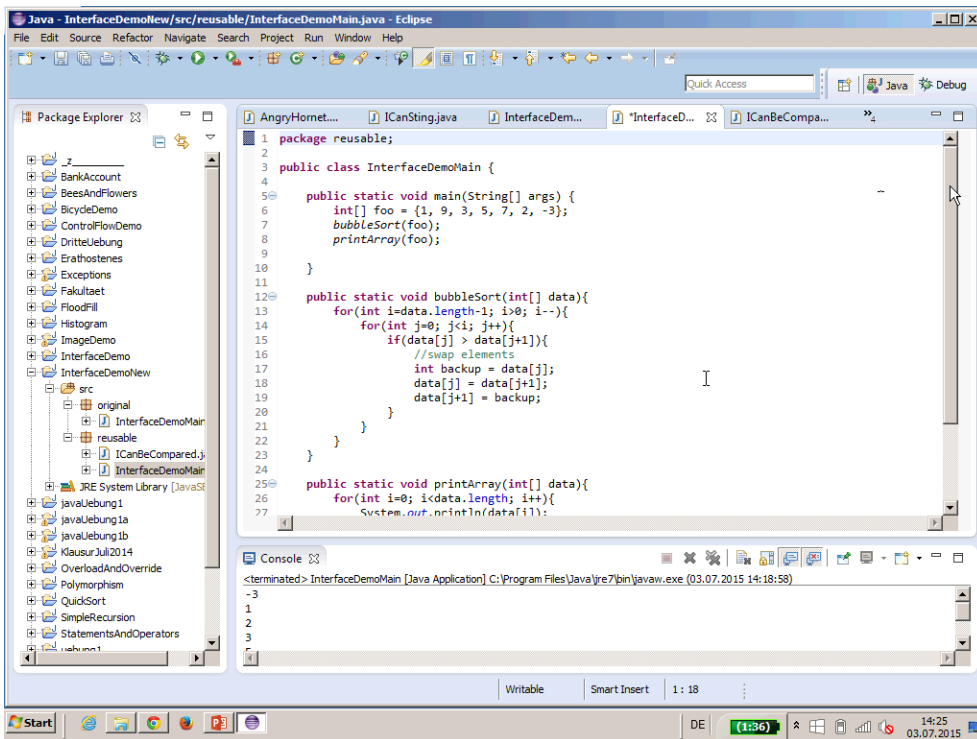 Java - InterfaceDemoNew/src/reusable/InterfaceDemoMain.java - Eclipse
File Edit Source Refactor Navigate Search Project Run Window Help
Quick Access
Java
Debug
Package Explorer
_z_________
BankAccount
BeesAndFlowers
BicycleDemo
ControlFlowDemo
DritteUebung
Erathostenes
Exceptions
Fakultaet
FloodFill
Histogram
ImageDemo
InterfaceDemo
InterfaceDemoNew
src
original
InterfaceDemoMain
reusable
ICanBeCompared.j
InterfaceDemoMain
JRE System Library [JavaSE
javaUebung1
javaUebung1a
javaUebung1b
KlausurJuli2014
OverloadAndOverride
Polymorphism
QuickSort
SimpleRecursion
StatementsAndOperators
uebung1
AngryHornet.... ICanSting.java InterfaceDem... *InterfaceD... ICanBeCompa... »4
1 package reusable;
2
3 public class InterfaceDemoMain {
4
5 public static void main(String[] args) {
6 int[] foo = {1, 9, 3, 5, 7, 2, -3};
7 bubbleSort(foo);
8 printArray(foo);
9
10 }
11
12 public static void bubbleSort(int[] data){
13 for(int i=data.length-1; i>0; i--){
14 for(int j=0; j<i; j++){
15 if(data[j] > data[j+1]){
16 //swap elements
17 int backup = data[j];
18 data[j] = data[j+1];
19 data[j+1] = backup;
20 }
21 }
22 }
23 }
24
25 public static void printArray(int[] data){
26 for(int i=0; i<data.length; i++){
27 System.out.println(data[i]);
Console
<terminated> InterfaceDemoMain [Java Application] C:\Program Files\Java\jre7\bin\javaw.exe (03.07.2015 14:18:58)
-3
1
2
3
5
Writable Smart Insert 1 : 18
Start
DE (1:36) 14:25
03.07.2015